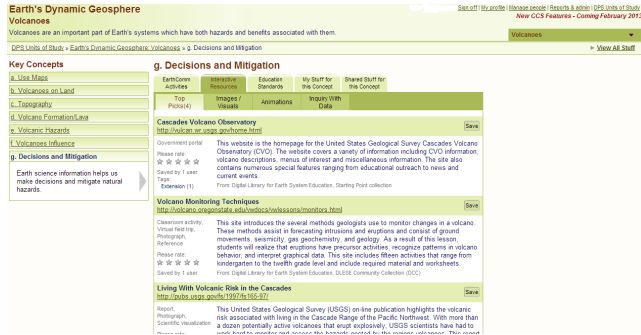 Earth's Dynamic Geosphere
Sign off | My profile | Manage people | Reports & admin | DPS Units of Study
Volcanoes
New CCS Features - Coming February 2013
Volcanoes are an important part of Earth's systems which have both hazards and benefits associated with them.
Volcanoes
DPS Units of Study » Earth's Dynamic Geosphere: Volcanoes » g. Decisions and Mitigation
View All Stuff
Key Concepts
a. Use Maps
b. Volcanoes on Land
c. Topography
d. Volcano Formation/Lava
e. Volcanic Hazards
f. Volcanoes Influence
g. Decisions and Mitigation
Earth science information helps us
make decisions and mitigate natural
hazards.
g. Decisions and Mitigation
EarthComm Activities
Interactive Resources
Education Standards
My Stuff for this Concept
Shared Stuff for this Concept
Top Picks(4)
Images / Visuals
Animations
Inquiry With Data
Cascades Volcano Observatory
http://vulcan.wr.usgs.gov/home.html
Save
Government portal
Please rate:
Saved by 1 user
Tags:
Extension (1)
This website is the homepage for the United States Geological Survey Cascades Volcano
Observatory (CVO). The website covers a variety of information including CVO information,
volcano descriptions, menus of interest and miscellaneous information. The site also
contains numerous special features ranging from educational outreach to news and
current events.
From: Digital Library for Earth System Education, Starting Point collection
Volcano Monitoring Techniques
http://volcano.oregonstate.edu/vwdocs/vwlessons/monitors.html
Save
Classroom activity,
Virtual field trip,
Photograph,
Reference
Please rate:
Saved by 1 user
This site introduces the several methods geologists use to monitor changes in a volcano.
These methods assist in forecasting intrusions and eruptions and consist of ground
movements, seismicity, gas geochemistry, and geology. As a result of this lesson,
students will realize that eruptions have precursor activities, recognize patterns in volcano
behavior, and interpret graphical data. This site includes fifteen activities that range from
kindergarten to the twelfth grade level and include required material and worksheets.
From: Digital Library for Earth System Education, DLESE Community Collection (DCC)
Living With Volcanic Risk in the Cascades
http://pubs.usgs.gov/fs/1997/fs165-97/
Save
Report,
Photograph,
Scientific visualization
This United States Geological Survey (USGS) on-line publication highlights the volcanic
risk associated with living in the Cascade Range of the Pacific Northwest. With more than
a dozen potentially active volcanoes that erupt explosively, USGS scientists have had to